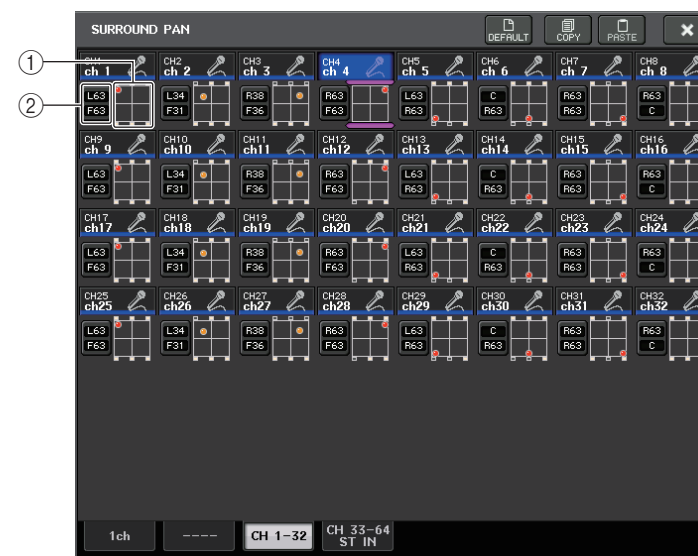 SURROUND PAN DEFAULT COPY PASTE
① CH1 CH2 CH3 CH4 CH5 CH6 CH7 CH8
ch 1 ch 2 ch 3 ch 4 ch 5 ch 6 ch 7 ch 8
② L63 L34 R38 R63 L63 C R63 R63
F63 F31 F36 F63 R63 R63 R63 C
CH9 CH10 CH11 CH12 CH13 CH14 CH15 CH16
ch 9 ch10 ch11 ch12 ch13 ch14 ch15 ch16
L63 L34 R38 R63 L63 C R63 R63
F63 F31 F36 F63 R63 R63 R63 C
CH17 CH18 CH19 CH20 CH21 CH22 CH23 CH24
ch17 ch18 ch19 ch20 ch21 ch22 ch23 ch24
L63 L34 R38 R63 L63 C R63 R63
F63 F31 F36 F63 R63 R63 R63 C
CH25 CH26 CH27 CH28 CH29 CH30 CH31 CH32
ch25 ch26 ch27 ch28 ch29 ch30 ch31 ch32
L63 L34 R38 R63 L63 C R63 R63
F63 F31 F36 F63 R63 R63 R63 C
1ch ---- CH 1-32 CH 33-64
ST IN